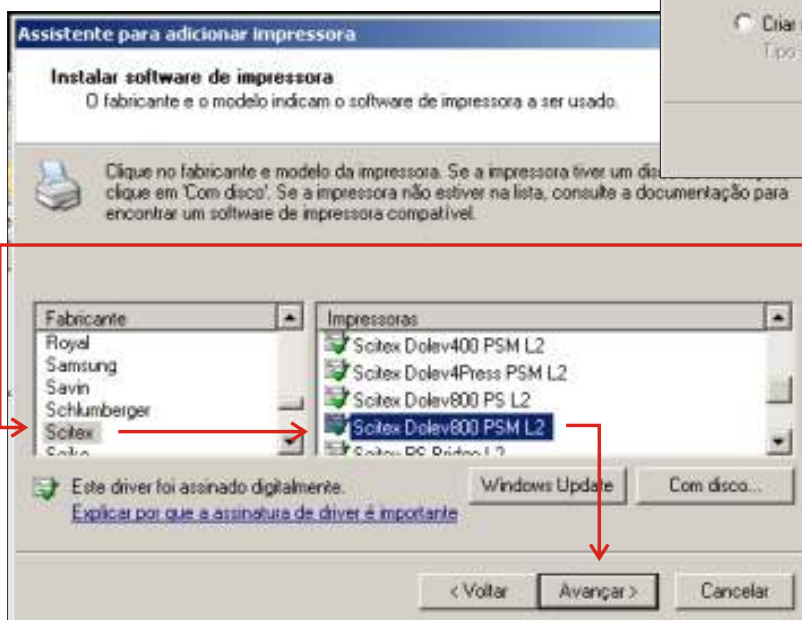 Criar
Tipo
Assistente para adicionar impressora
Instalar software de impressora
O fabricante e o modelo indicam o software de impressora a ser usado.
Clique no fabricante e modelo da impressora. Se a impressora tiver um
clique em 'Com disco'. Se a impressora não estiver na lista, consulte a documentação para
encontrar um software de impressora compatível.
Fabricante
Royal
Samsung
Savin
Schlumberger
Scitex
Impressoras
Scitex Dolev400 PSM L2
Scitex Dolev4Press PSM L2
Scitex Dolev800 PS L2
Scitex Dolev800 PSM L2
Este driver foi assinado digitalmente.
Explicar por que a assinatura de driver é importante
Windows Update
Com disco...
< Voltar
Avançar >
Cancelar